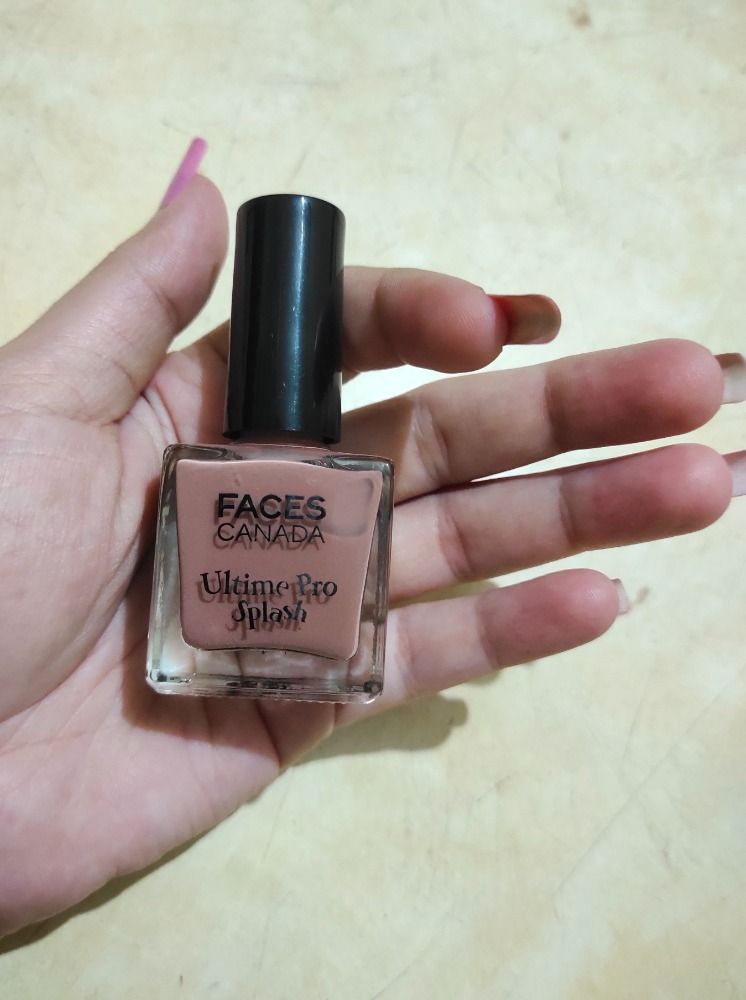 FACES
CANADA
Ultime Pro
Splash